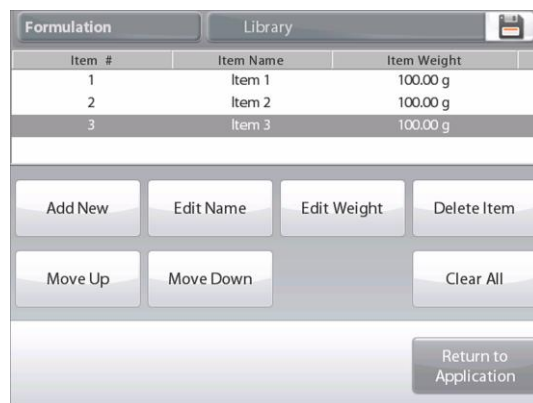 Formulation Library
Item # Item Name Item Weight
1 Item 1 100.00 g
2 Item 2 100.00 g
3 Item 3 100.00 g
Add New Edit Name Edit Weight Delete Item
Move Up Move Down Clear All
Return to
Application